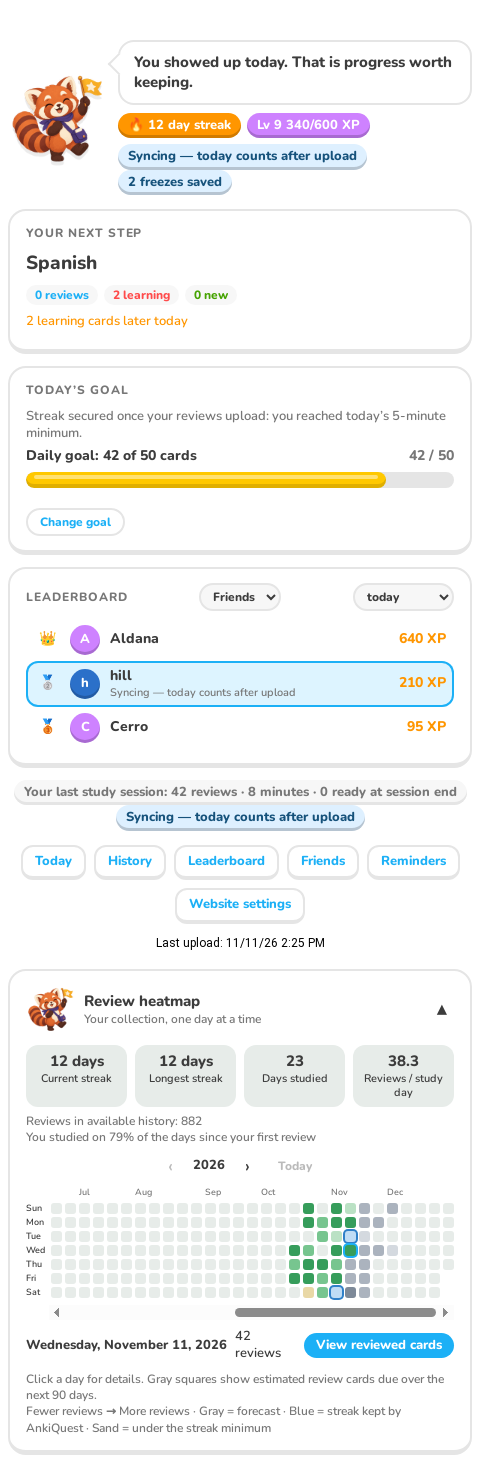 You showed up today. That is progress worth
keeping.
🔥 12 day streak
Lv 9 340/600 XP
Syncing — today counts after upload
2 freezes saved
YOUR NEXT STEP
Spanish
0 reviews
2 learning
0 new
2 learning cards later today
TODAY'S GOAL
Streak secured once your reviews upload: you reached today's 5-minute
minimum.
Daily goal: 42 of 50 cards
42 / 50
Change goal
LEADERBOARD
Friends
today
A
Aldana
640 XP
h
hill
Syncing — today counts after upload
210 XP
C
Cerro
95 XP
Your last study session: 42 reviews · 8 minutes · 0 ready at session end
Syncing — today counts after upload
Today
History
Leaderboard
Friends
Reminders
Website settings
Last upload: 11/11/26 2:25 PM
Review heatmap
Your collection, one day at a time
▲
12 days
Current streak
12 days
Longest streak
23
Days studied
38.3
Reviews / study
day
Reviews in available history: 882
You studied on 79% of the days since your first review
‹ 2026 › Today
Jul Aug Sep Oct Nov Dec
Sun
Mon
Tue
Wed
Thu
Fri
Sat
Wednesday, November 11, 2026
42
reviews
View reviewed cards
Click a day for details. Gray squares show estimated review cards due over the
next 90 days.
Fewer reviews → More reviews · Gray = forecast · Blue = streak kept by
AnkiQuest · Sand = under the streak minimum